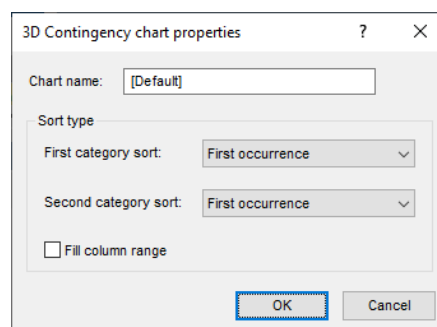 3D Contingency chart properties ?
Chart name: [Default]
Sort type
First category sort: First occurrence
Second category sort: First occurrence
Fill column range
OK Cancel